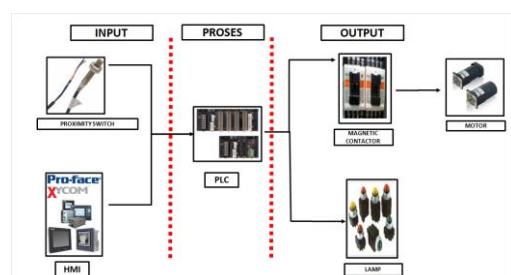 INPUT
PROSES
OUTPUT
PROXIMITY SWITCH
PLC
MAGNETIC
CONTACTOR
MOTOR
Pro-face
XYCOM
HMI
LAMP